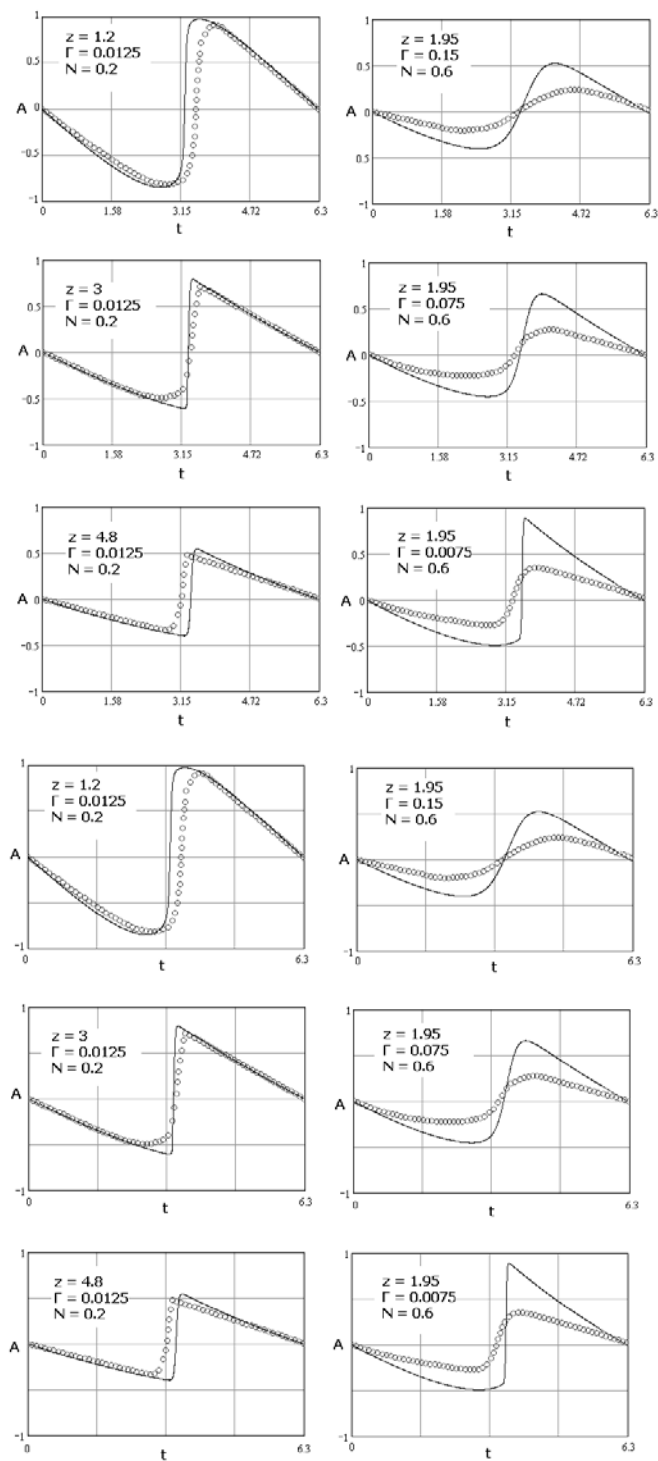 1
z = 1.2
Γ = 0.0125
N = 0.2
0.5
A
0
-0.5
-1
0
1.58
3.15
4.72
6.3
t
1
z = 1.95
Γ = 0.15
N = 0.6
0.5
A
0
0.5
-1
0
1.58
3.15
4.72
6.3
t
1
z = 3
Γ = 0.0125
N = 0.2
0.5
A
0
-0.5
-1
0
1.58
3.15
4.72
6.3
t
1
z = 1.95
Γ = 0.075
N = 0.6
0.5
A
0
-0.5
-1
0
1.58
3.15
4.72
6.3
t
1
z = 4.8
Γ = 0.0125
N = 0.2
0.5
A
0
-0.5
-1
0
1.58
3.15
4.72
6.3
t
1
z = 1.95
Γ = 0.0075
N = 0.6
0.5
A
0
-0.5
-1
0
1.58
3.15
4.72
6.3
t
1
z = 1.2
Γ = 0.0125
N = 0.2
A
-1
0
6.3
t
1
z = 1.95
Γ = 0.15
N = 0.6
A
-1
0
6.3
t
1
z = 3
Γ = 0.0125
N = 0.2
A
-1
0
6.3
t
1
z = 1.95
Γ = 0.075
N = 0.6
A
-1
0
6.3
t
1
z = 4.8
Γ = 0.0125
N = 0.2
A
-1
0
6.3
t
1
z = 1.95
Γ = 0.0075
N = 0.6
A
-1
0
6.3
t